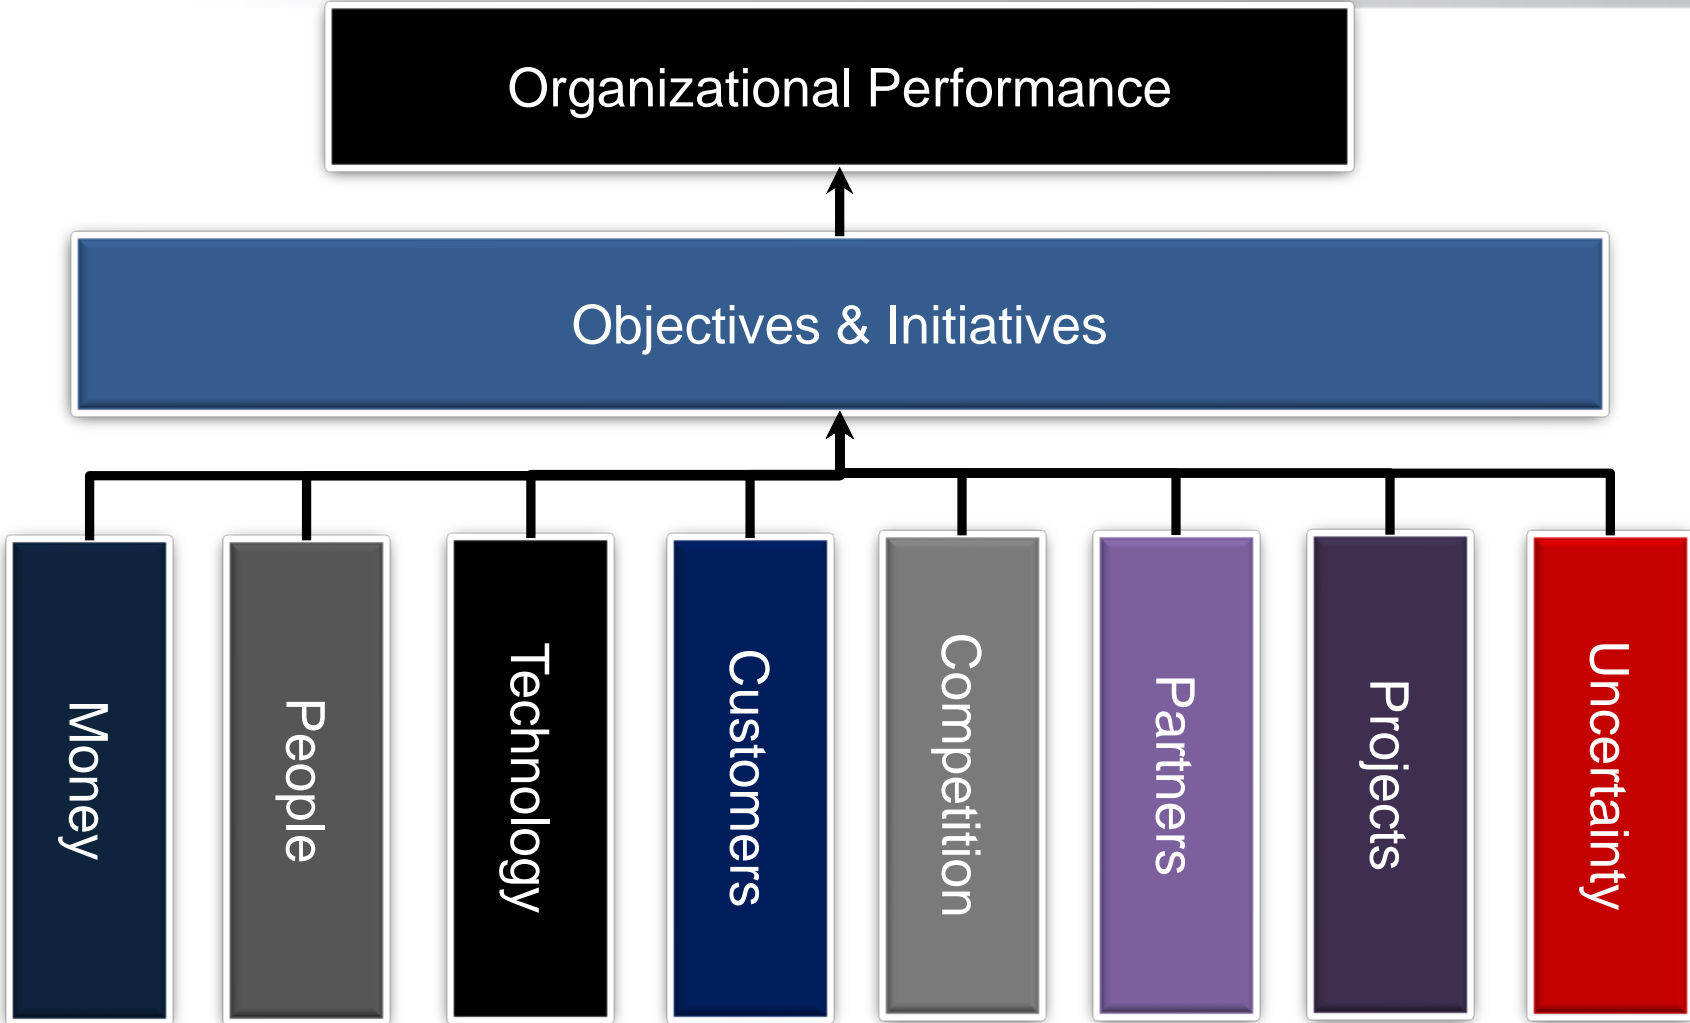 Organizational Performance
Objectives & Initiatives
Money
People
Technology
Customers
Competition
Partners
Projects
Uncertainty